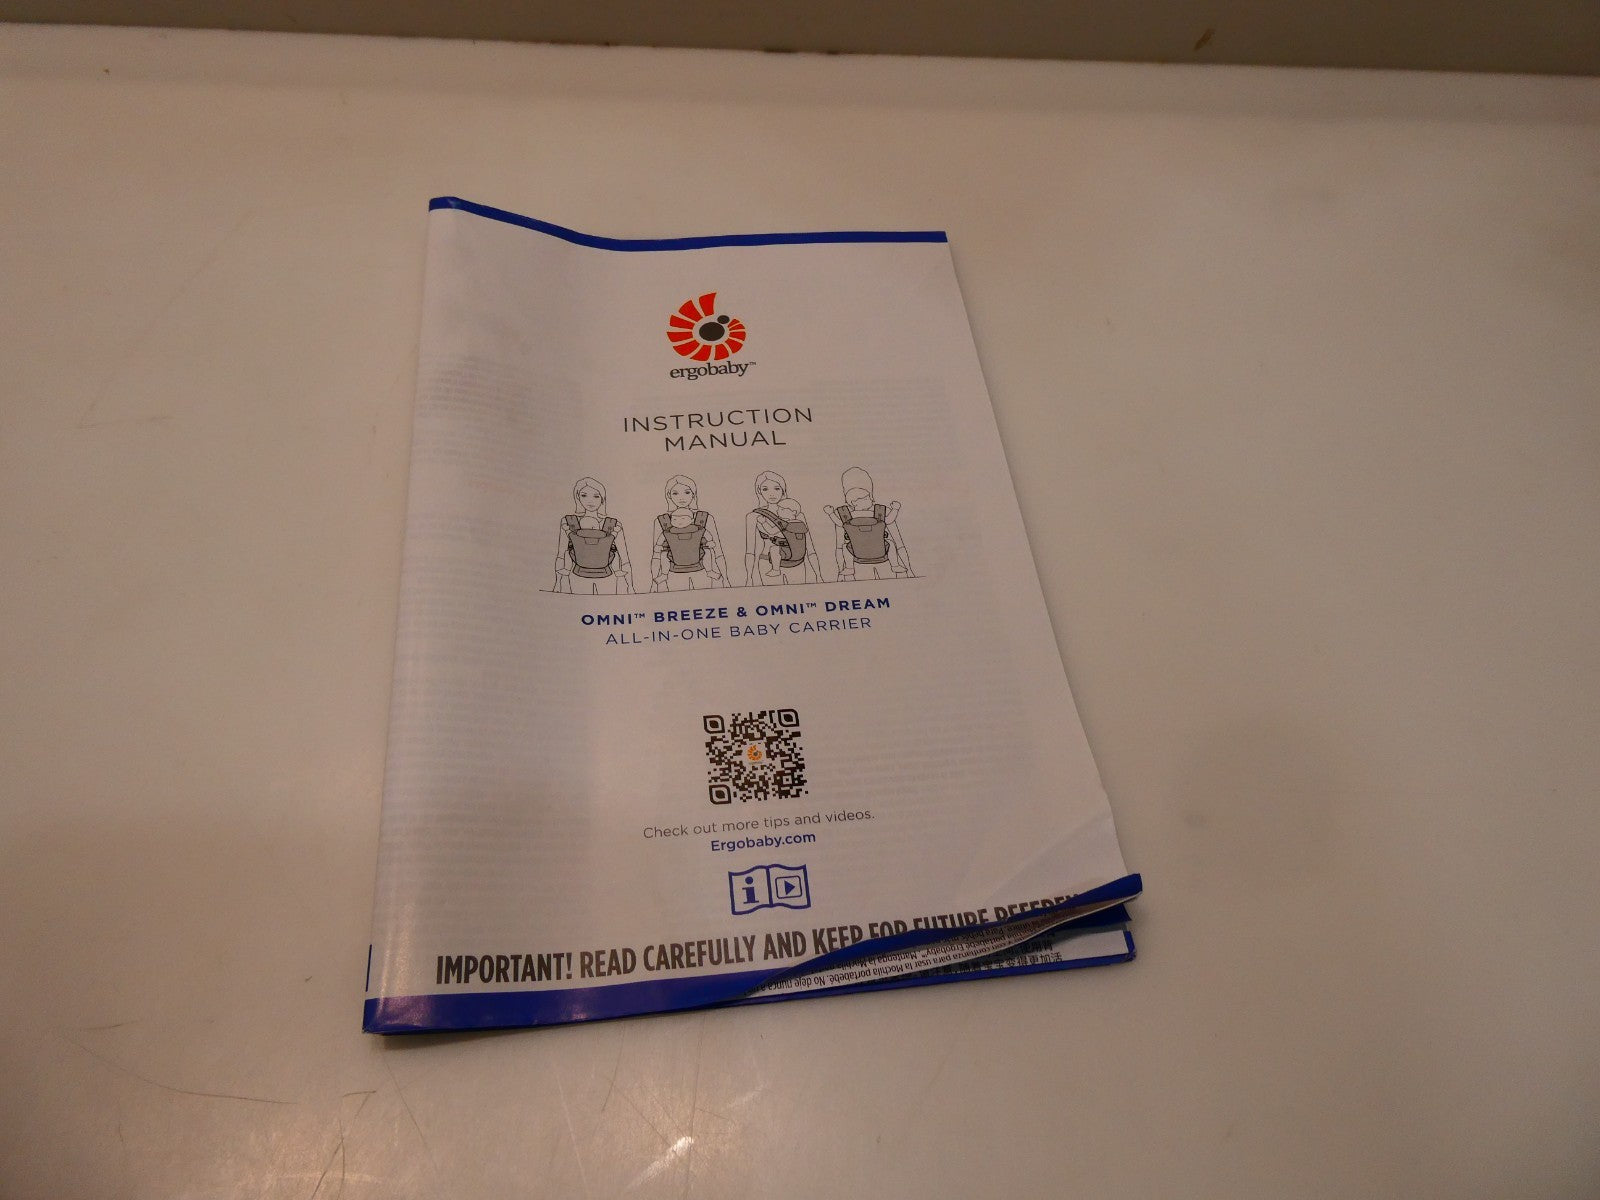 ergobaby™
INSTRUCTION
MANUAL
OMNI™ BREEZE & OMNI™ DREAM
ALL-IN-ONE BABY CARRIER
Check out more tips and videos.
Ergobaby.com
i
IMPORTANT! READ CAREFULLY AND KEEP FOR FUTURE